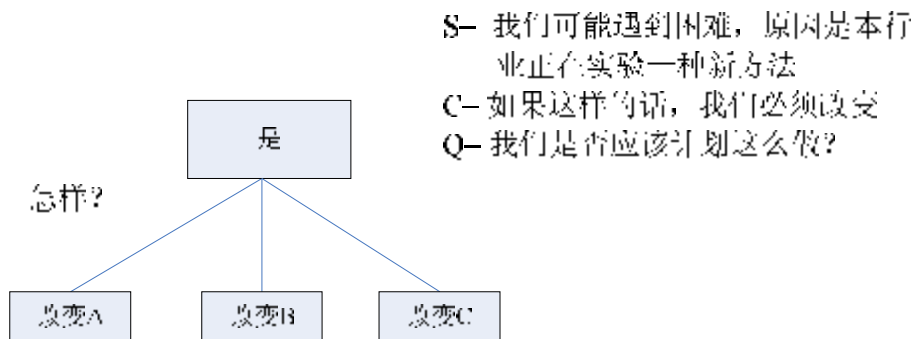 S– 我们可能遇到困难，原因是本行
业正在实验一种新方法
C– 如果这样的话，我们必须改变
Q– 我们是否应该计划这么做？
是
怎样？
改变A
改变B
改变C